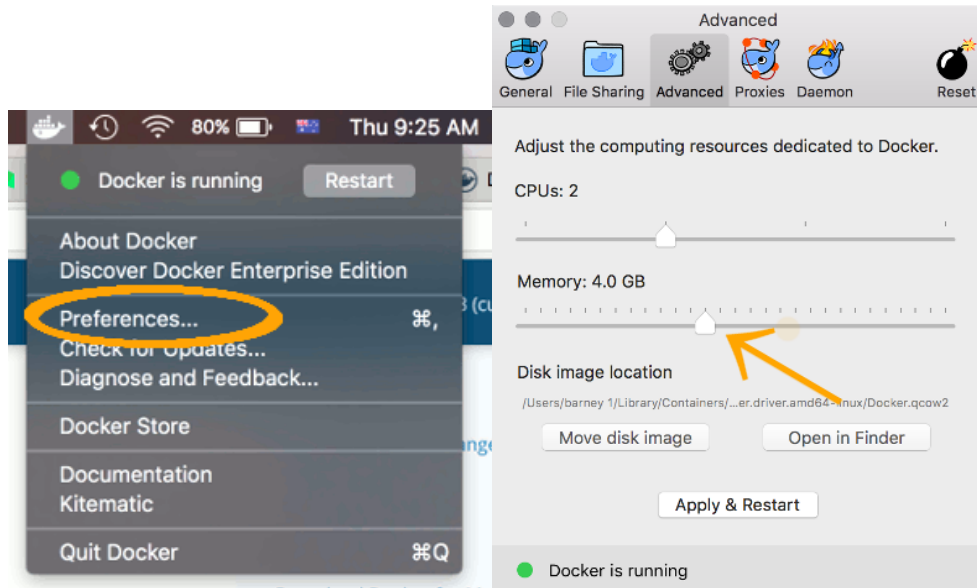 80%
Thu 9:25 AM
Docker is running
Restart
About Docker
Discover Docker Enterprise Edition
Preferences...
⌘,
Check for Updates...
Diagnose and Feedback...
Docker Store
Documentation
Kitematic
Quit Docker
⌘Q
Advanced
General
File Sharing
Advanced
Proxies
Daemon
Reset
Adjust the computing resources dedicated to Docker.
CPUs: 2
Memory: 4.0 GB
Disk image location
/Users/barney 1/Library/Containers/...er.driver.amd64-linux/Docker.qcow2
Move disk image
Open in Finder
Apply & Restart
Docker is running